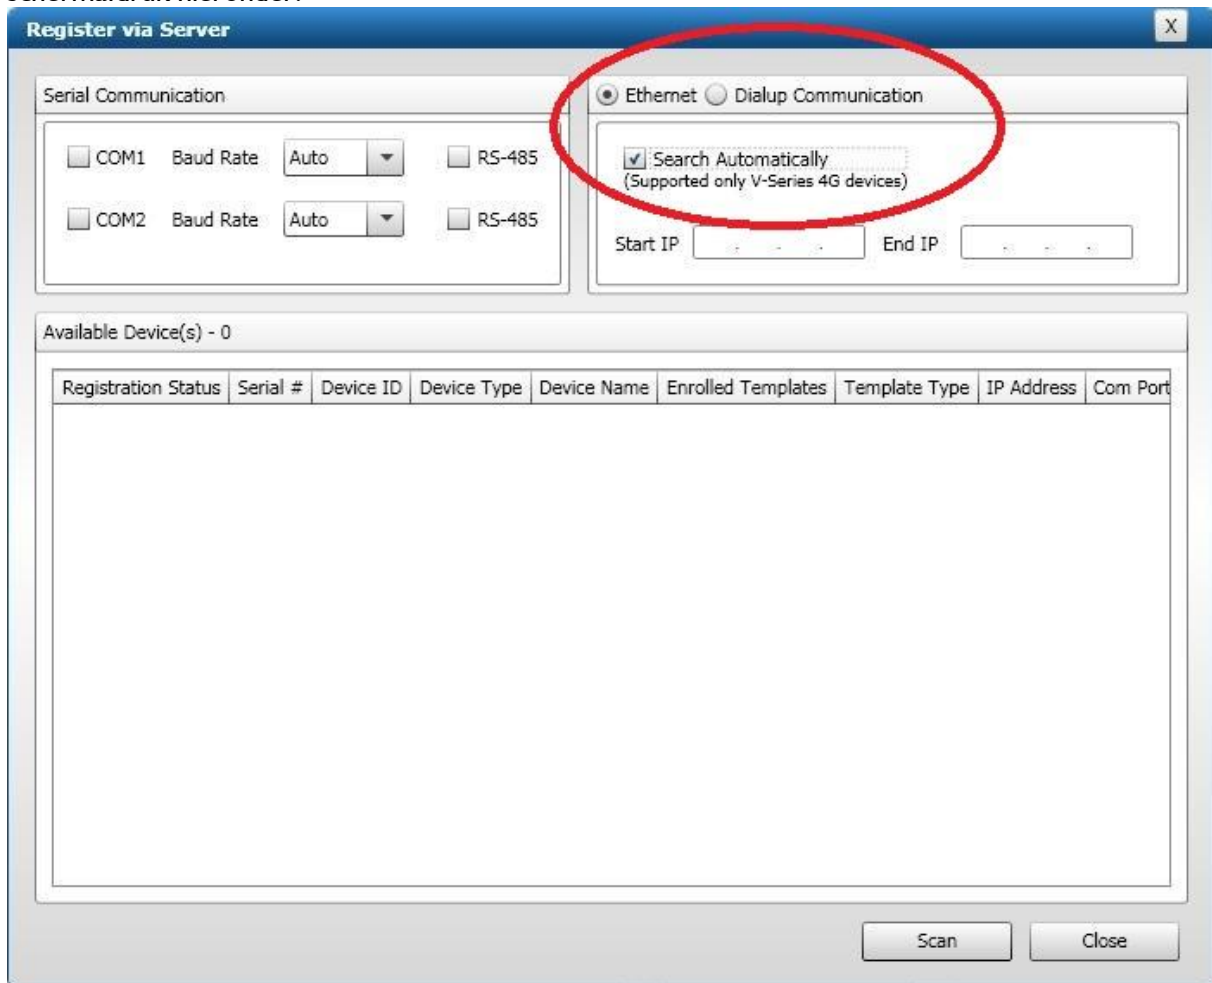 Register via Server
X
Serial Communication
Ethernet Dialup Communication
COM1 Baud Rate Auto RS-485
COM2 Baud Rate Auto RS-485
Search Automatically
(Supported only V-Series 4G devices)
Start IP . . . End IP . . .
Available Device(s) - 0
Registration Status Serial # Device ID Device Type Device Name Enrolled Templates Template Type IP Address Com Port
Scan Close